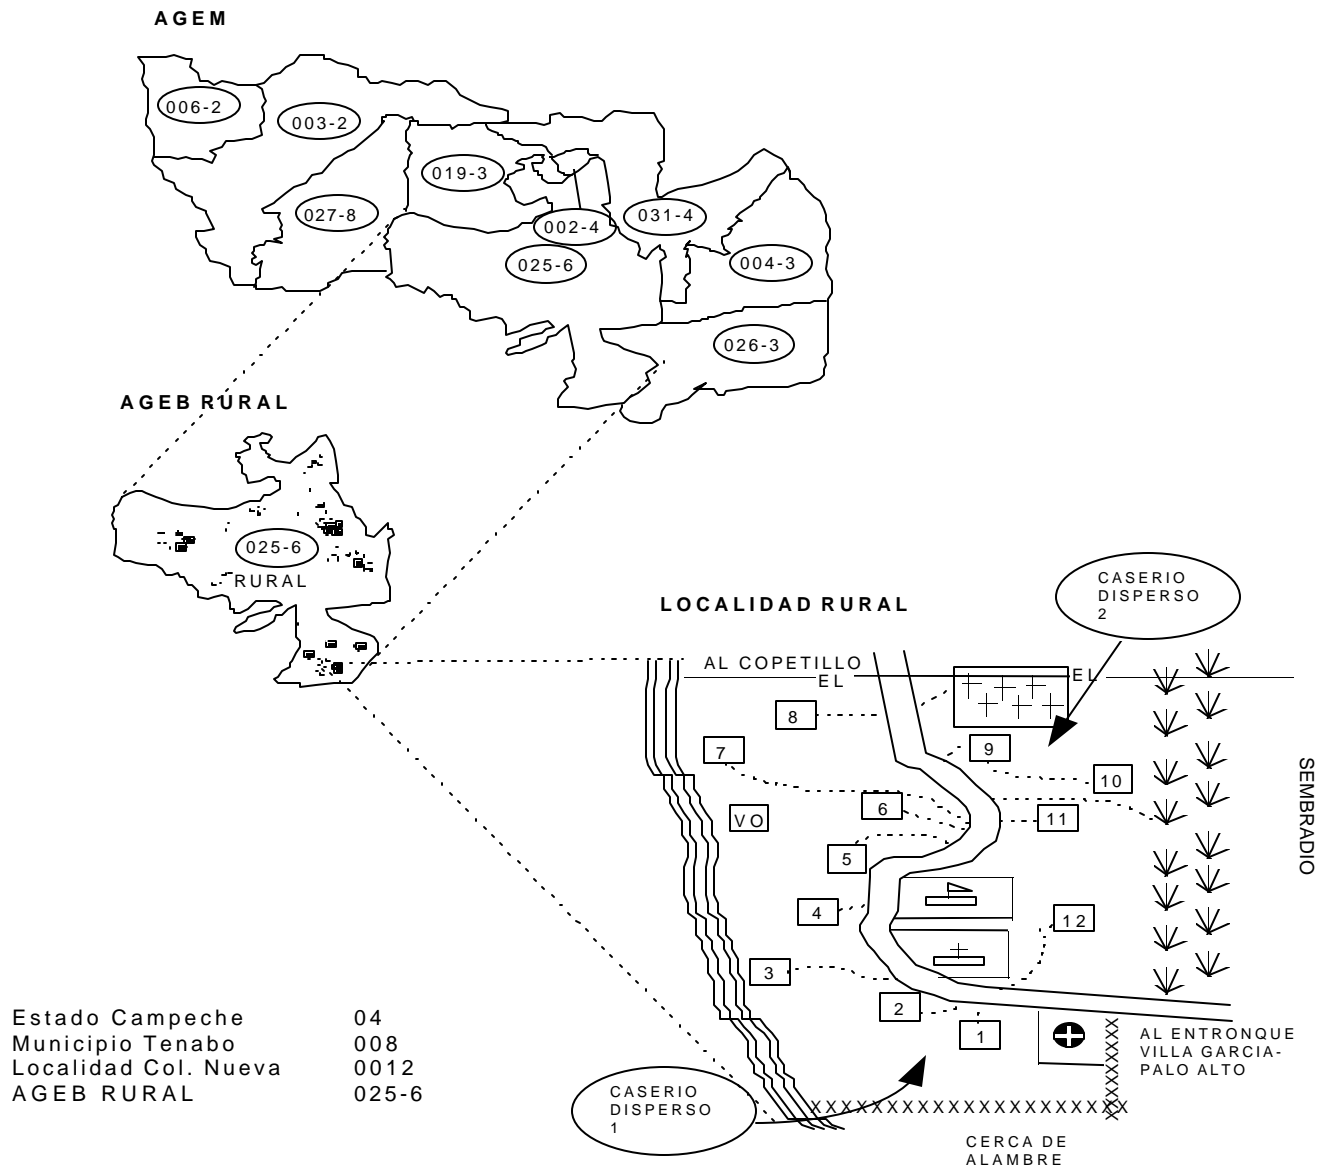 AGEM
006-2
003-2
019-3
027-8
002-4
031-4
025-6
004-3
026-3
AGEB RURAL
025-6
RURAL
LOCALIDAD RURAL
CASERIO
DISPERSO
2
AL COPETILLO
EL
EL
8
7
9
10
6
VO
11
5
SEMBRADIO
4
12
3
2
1
AL ENTRONQUE
VILLA GARCIA-
PALO ALTO
CASERIO
DISPERSO
1
XXXXXXXXXXXXXXXXXXXXX
CERCA DE
ALAMBRE
Estado Campeche 04
Municipio Tenabo 008
Localidad Col. Nueva 0012
AGEB RURAL 025-6